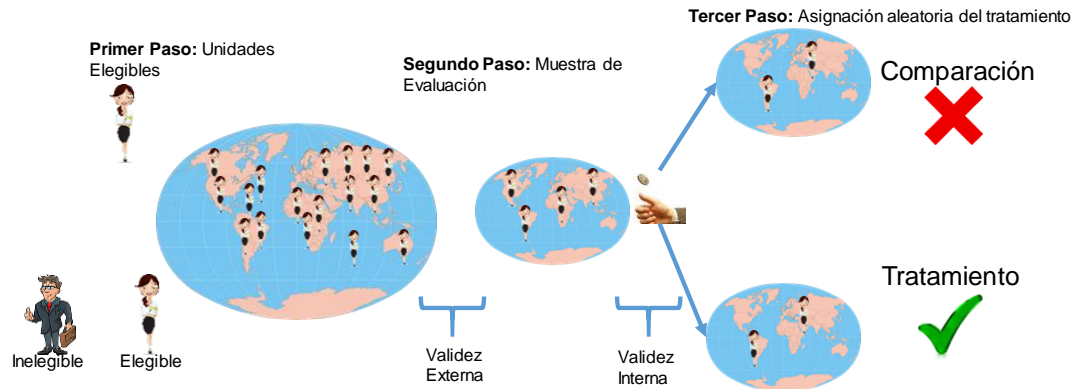 Primer Paso: Unidades
Elegibles
Segundo Paso: Muestra de
Evaluación
Tercer Paso: Asignación aleatoria del tratamiento
Comparación
Tratamiento
Inelegible
Elegible
Validez
Externa
Validez
Interna